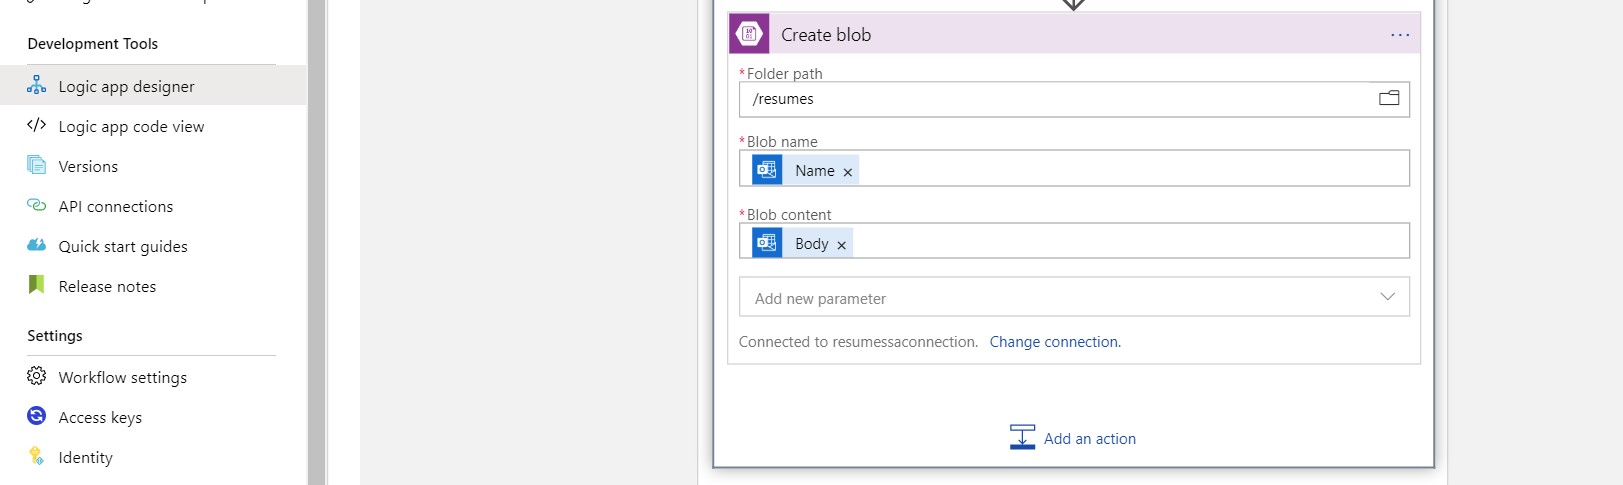 Development Tools
Logic app designer
Logic app code view
Versions
API connections
Quick start guides
Release notes
Settings
Workflow settings
Access keys
Identity
Create blob
* Folder path
/resumes
* Blob name
Name ×
* Blob content
Body ×
Add new parameter
Connected to resumessaconnection. Change connection.
Add an action